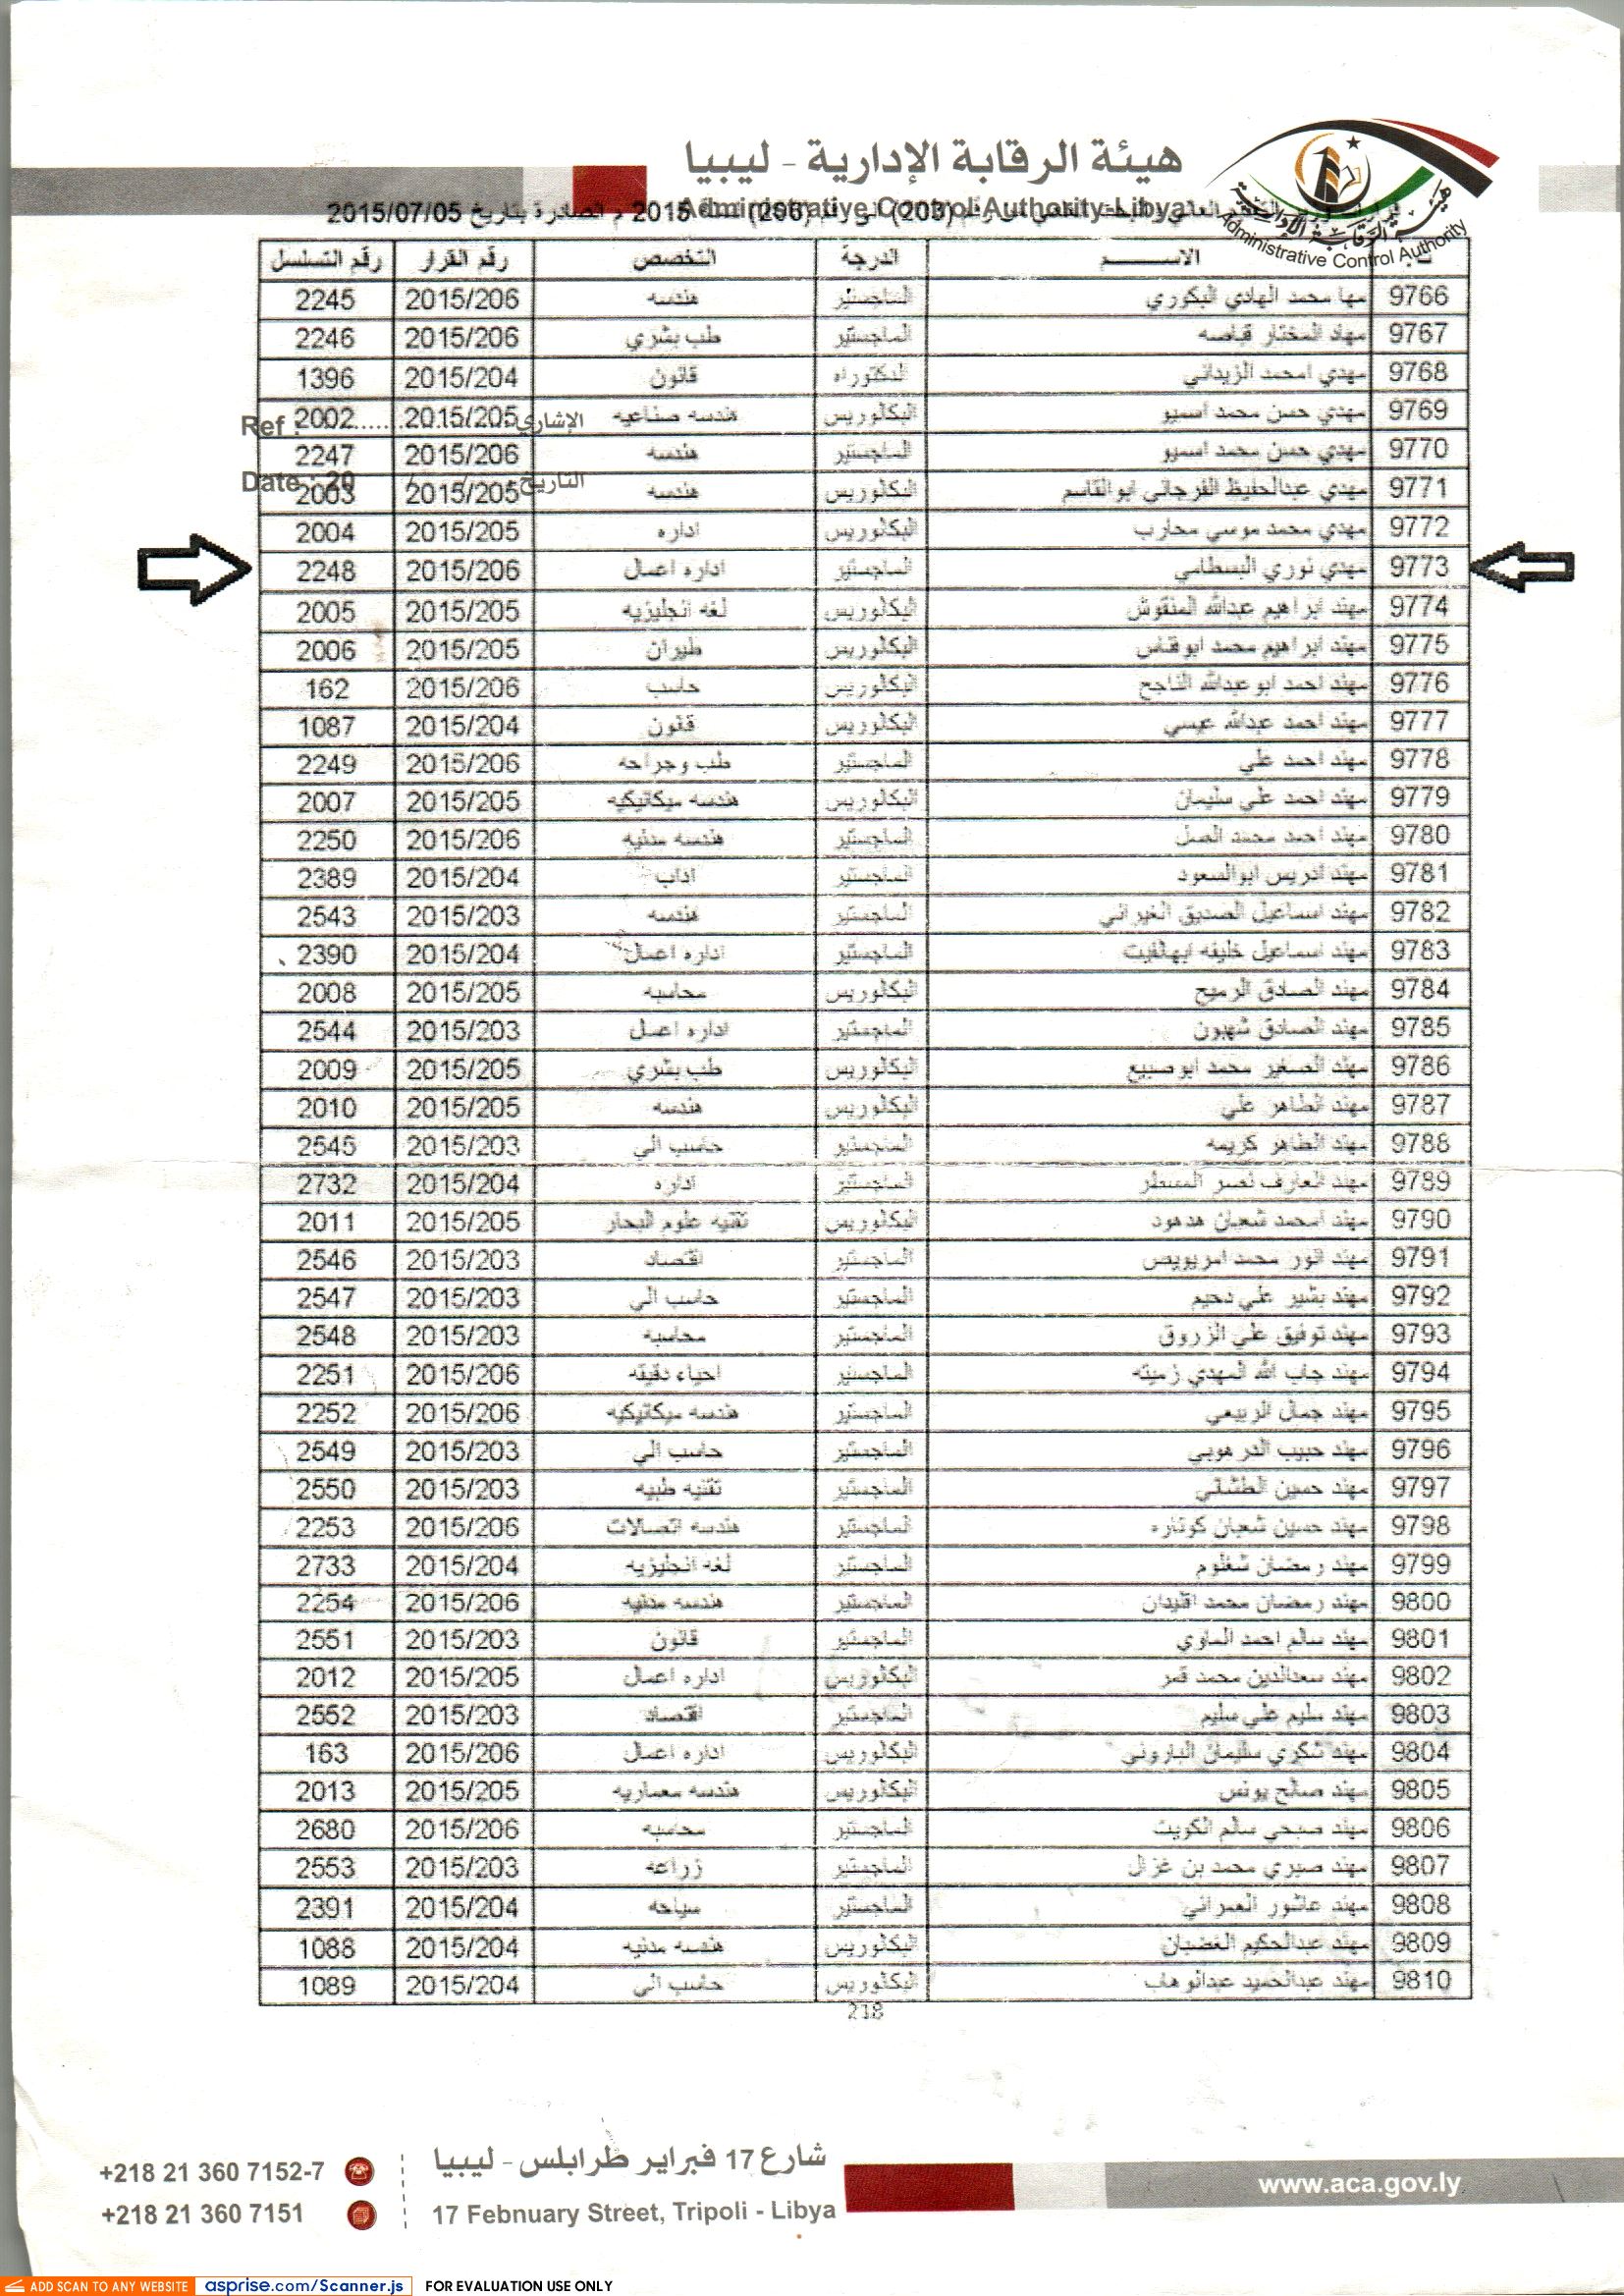 هيئة الرقابة الإدارية - ليبيا
Administrative Control Authority-Libya
هيئة الرقابة الإدارية
Administrative Control Authority
(203) (206) 2015 م الصادرة بتاريخ 2015/07/05
الاســـــم الدرجة التخصص رقم القرار رقم التسلسل
9766 مها محمد الهادي البكوري الماجستير هندسه 2015/206 2245
9767 مهاد المختار قباصه الماجستير طب بشري 2015/206 2246
9768 مهدي امحمد الزيداني الدكتوراه قانون 2015/204 1396
9769 مهدي حسن محمد اسميو البكالوريس هندسه صناعيه 2015/205 2002
Ref : الإشاري:
9770 مهدي حسن محمد اسميو الماجستير هندسه 2015/206 2247
9771 مهدي عبدالحفيظ الفرجاني ابوالقاسم البكالوريس هندسه 2015/205 2003
Date : 20 التاريخ:
9772 مهدي محمد موسي محارب البكالوريس اداره 2015/205 2004
9773 مهدي نوري البسطامي الماجستير اداره اعمال 2015/206 2248
9774 مهند ابراهيم عبدالله المنقوش البكالوريس لغه انجليزيه 2015/205 2005
9775 مهند ابراهيم محمد ابوقناس البكالوريس طيران 2015/205 2006
9776 مهند احمد ابوعبدالله الناجح البكالوريس حاسب 2015/206 162
9777 مهند احمد عبدالله عيسي البكالوريس قانون 2015/204 1087
9778 مهند احمد علي الماجستير طب وجراحه 2015/206 2249
9779 مهند احمد علي سليمان البكالوريس هندسه ميكانيكيه 2015/205 2007
9780 مهند احمد محمد الصل الماجستير هندسه مدنيه 2015/206 2250
9781 مهند ادريس ابوالسعود الماجستير اداب 2015/204 2389
9782 مهند اسماعيل الصديق الغيراني الماجستير هندسه 2015/203 2543
9783 مهند اسماعيل خليفه الماجستير اداره اعمال 2015/204 2390
9784 مهند الصادق الرميح البكالوريس محاسبه 2015/205 2008
9785 مهند الصادق شهبون الماجستير اداره اعمال 2015/203 2544
9786 مهند الصغير محمد ابوصبيع البكالوريس طب بشري 2015/205 2009
9787 مهند الطاهر علي البكالوريس هندسه 2015/205 2010
9788 مهند الطاهر كريمه الماجستير حاسب الي 2015/203 2545
9789 مهند العارف نصر المسطر الماجستير اداره 2015/204 2732
9790 مهند امحمد شعبان هدهود البكالوريس تقنيه علوم البحار 2015/205 2011
9791 مهند انور محمد امريويص الماجستير اقتصاد 2015/203 2546
9792 مهند بشير علي دحيم الماجستير حاسب الي 2015/203 2547
9793 مهند توفيق علي الزروق الماجستير محاسبه 2015/203 2548
9794 مهند جاب الله المهدي زميته الماجستير احياء دقيقه 2015/206 2251
9795 مهند جمال الربيعي الماجستير هندسه ميكانيكيه 2015/206 2252
9796 مهند حبيب الدرهوبي الماجستير حاسب الي 2015/203 2549
9797 مهند حسين الطشاني الماجستير تقنيه طبيه 2015/203 2550
9798 مهند حسين شعبان كوتاره الماجستير هندسه اتصالات 2015/206 2253
9799 مهند رمضان شغلوم الماجستير لغه انجليزيه 2015/204 2733
9800 مهند رمضان محمد اقليدان الماجستير هندسه مدنيه 2015/206 2254
9801 مهند سالم احمد الماوي الماجستير قانون 2015/203 2551
9802 مهند سعدالدين محمد قمر البكالوريس اداره اعمال 2015/205 2012
9803 مهند سليم علي سليم الماجستير اقتصاد 2015/203 2552
9804 مهند شكري سليمان الباروني البكالوريس اداره اعمال 2015/206 163
9805 مهند صالح يونس البكالوريس هندسه معماريه 2015/205 2013
9806 مهند صبحي سالم الكويت الماجستير محاسبه 2015/206 2680
9807 مهند صبري محمد بن غزال الماجستير زراعه 2015/203 2553
9808 مهند عاشور العمراني الماجستير سياحه 2015/204 2391
9809 مهند عبدالحكيم الغضبان البكالوريس هندسه مدنيه 2015/204 1088
9810 مهند عبدالحميد عبدالوهاب البكالوريس حاسب الي 2015/204 1089
218
شارع 17 فبراير طرابلس - ليبيا
17 Febnuary Street, Tripoli - Libya
+218 21 360 7152-7
+218 21 360 7151
www.aca.gov.ly
ADD SCAN TO ANY WEBSITE asprise.com/Scanner.js FOR EVALUATION USE ONLY